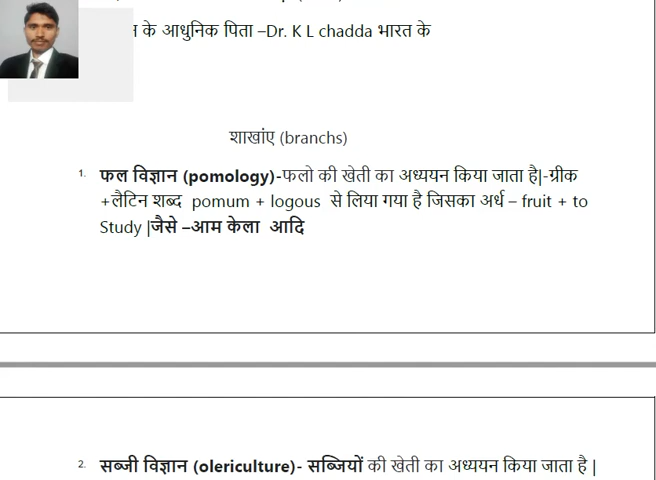 के आधुनिक पिता –Dr. K L chadda भारत के
शाखांए (branchs)
1. फल विज्ञान (pomology)-फलो की खेती का अध्ययन किया जाता है|-ग्रीक
+लैटिन शब्द pomum + logous से लिया गया है जिसका अर्ध – fruit + to
Study |जैसे –आम केला आदि
2. सब्जी विज्ञान (olericulture)- सब्जियों की खेती का अध्ययन किया जाता है |